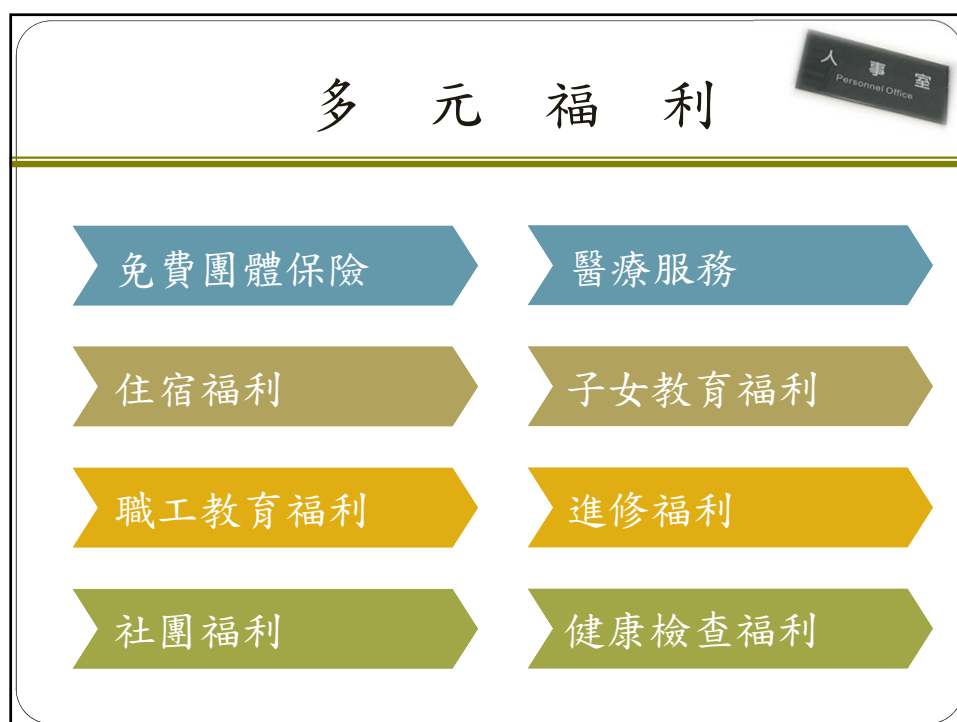 多元福利
人事室
Personnel Office
免費團體保險
醫療服務
住宿福利
子女教育福利
職工教育福利
進修福利
社團福利
健康檢查福利